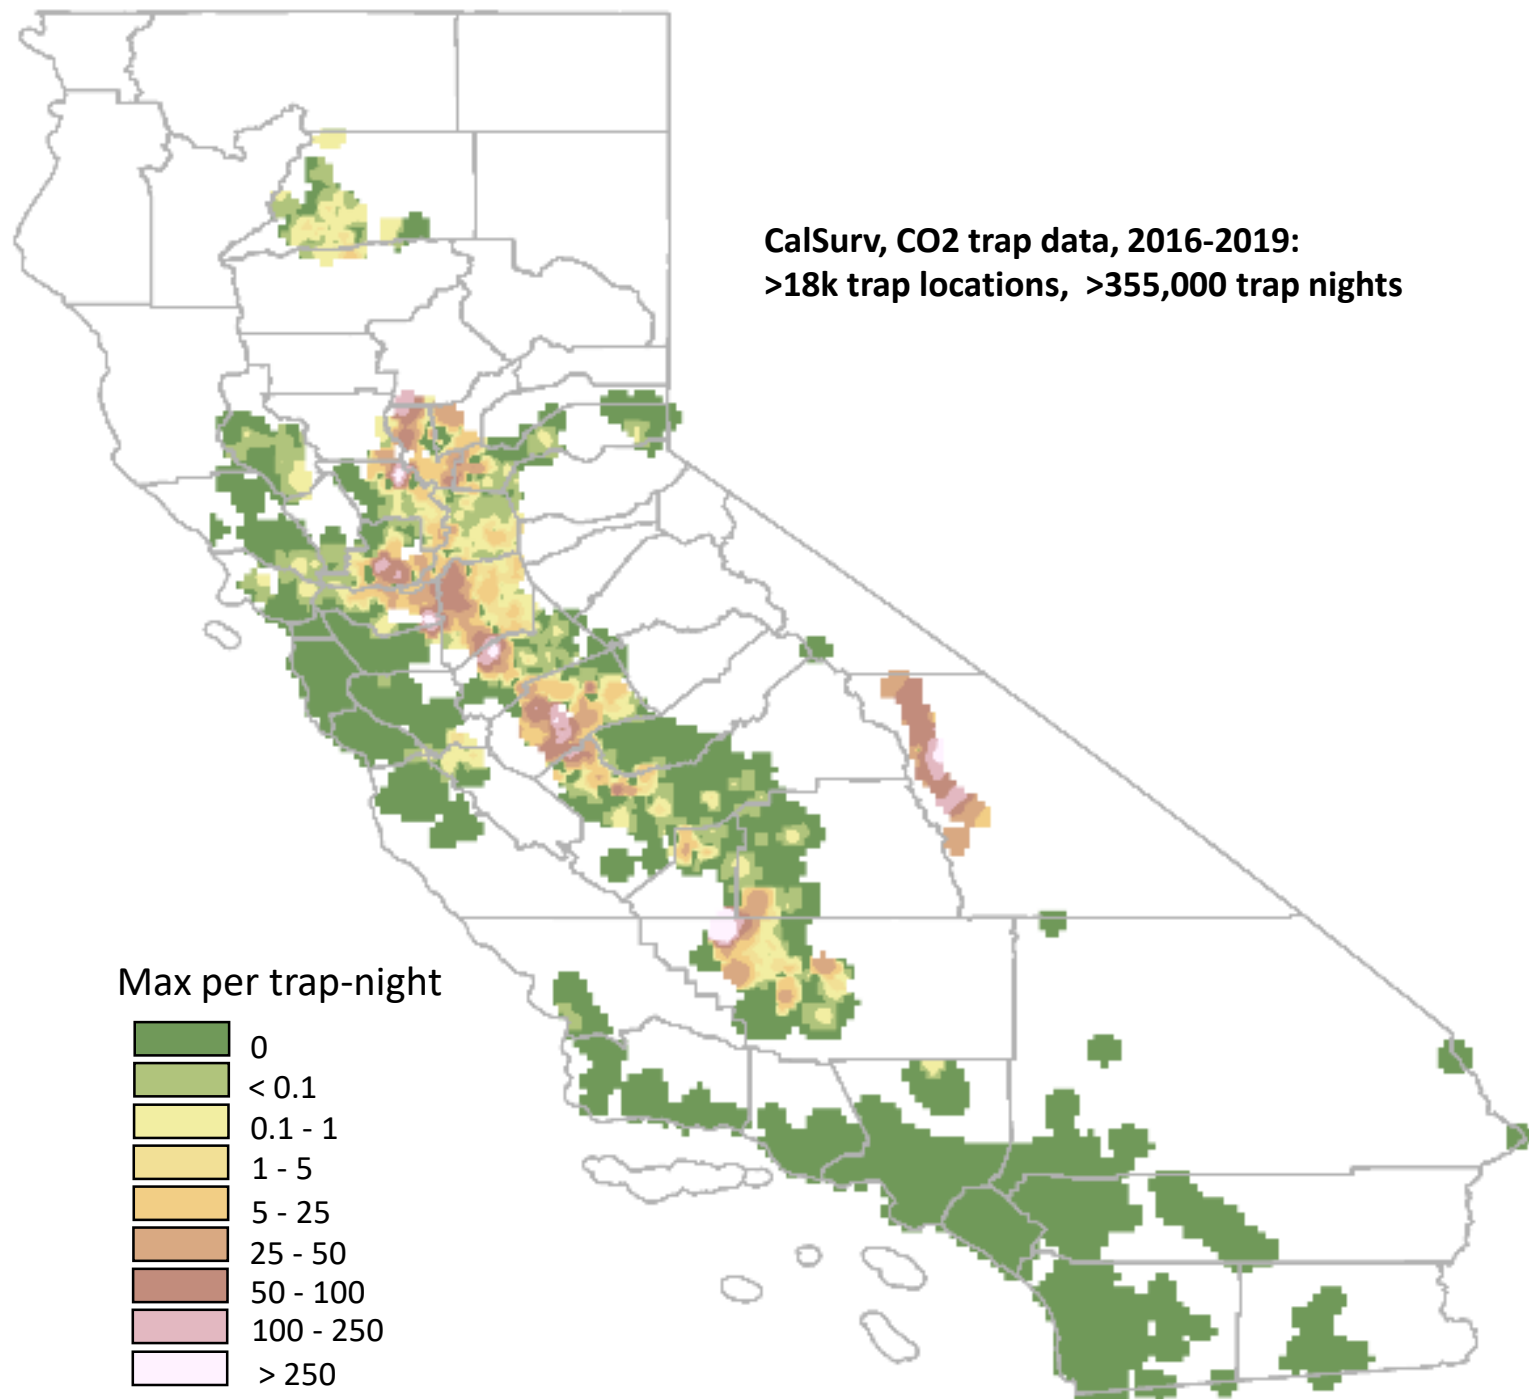 CalSurv, CO2 trap data, 2016-2019:
>18k trap locations, >355,000 trap nights
Max per trap-night
0
< 0.1
0.1 - 1
1 - 5
5 - 25
25 - 50
50 - 100
100 - 250
> 250